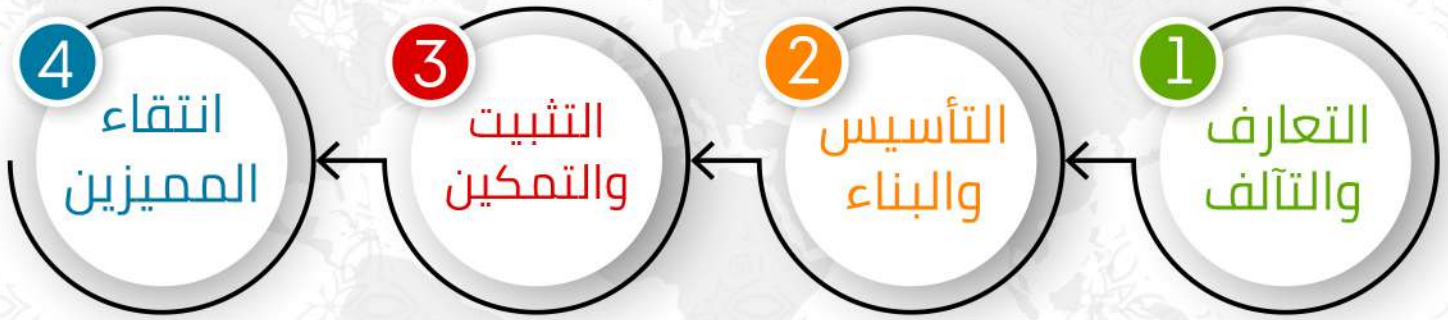 1
التعارف
والتآلف
2
التأسيس
والبناء
3
التثبيت
والتمكين
4
انتقاء
المميزين